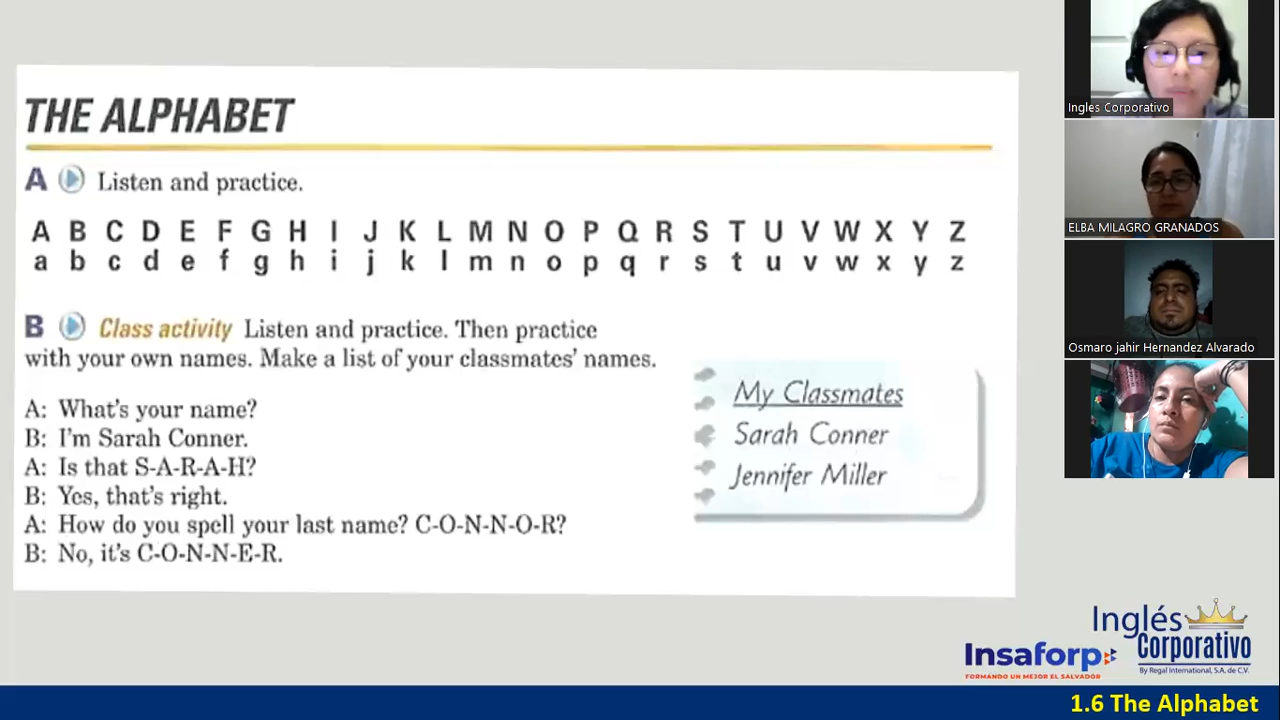 THE ALPHABET
A Listen and practice.
A B C D E F G H I J K L M N O P Q R S T U V W X Y Z
a b c d e f g h i j k l m n o p q r s t u v w x y z
B Class activity Listen and practice. Then practice
with your own names. Make a list of your classmates' names.
A: What's your name?
B: I'm Sarah Conner.
A: Is that S-A-R-A-H?
B: Yes, that's right.
A: How do you spell your last name? C-O-N-N-O-R?
B: No, it's C-O-N-N-E-R.
My Classmates
Sarah Conner
Jennifer Miller
Ingles Corporativo
ELBA MILAGRO GRANADOS
Osmaro jahir Hernandez Alvarado
Insaforp
FORMANDO UN MEJOR EL SALVADOR
Inglés
Corporativo
By Regal International, S.A. de C.V.
1.6 The Alphabet